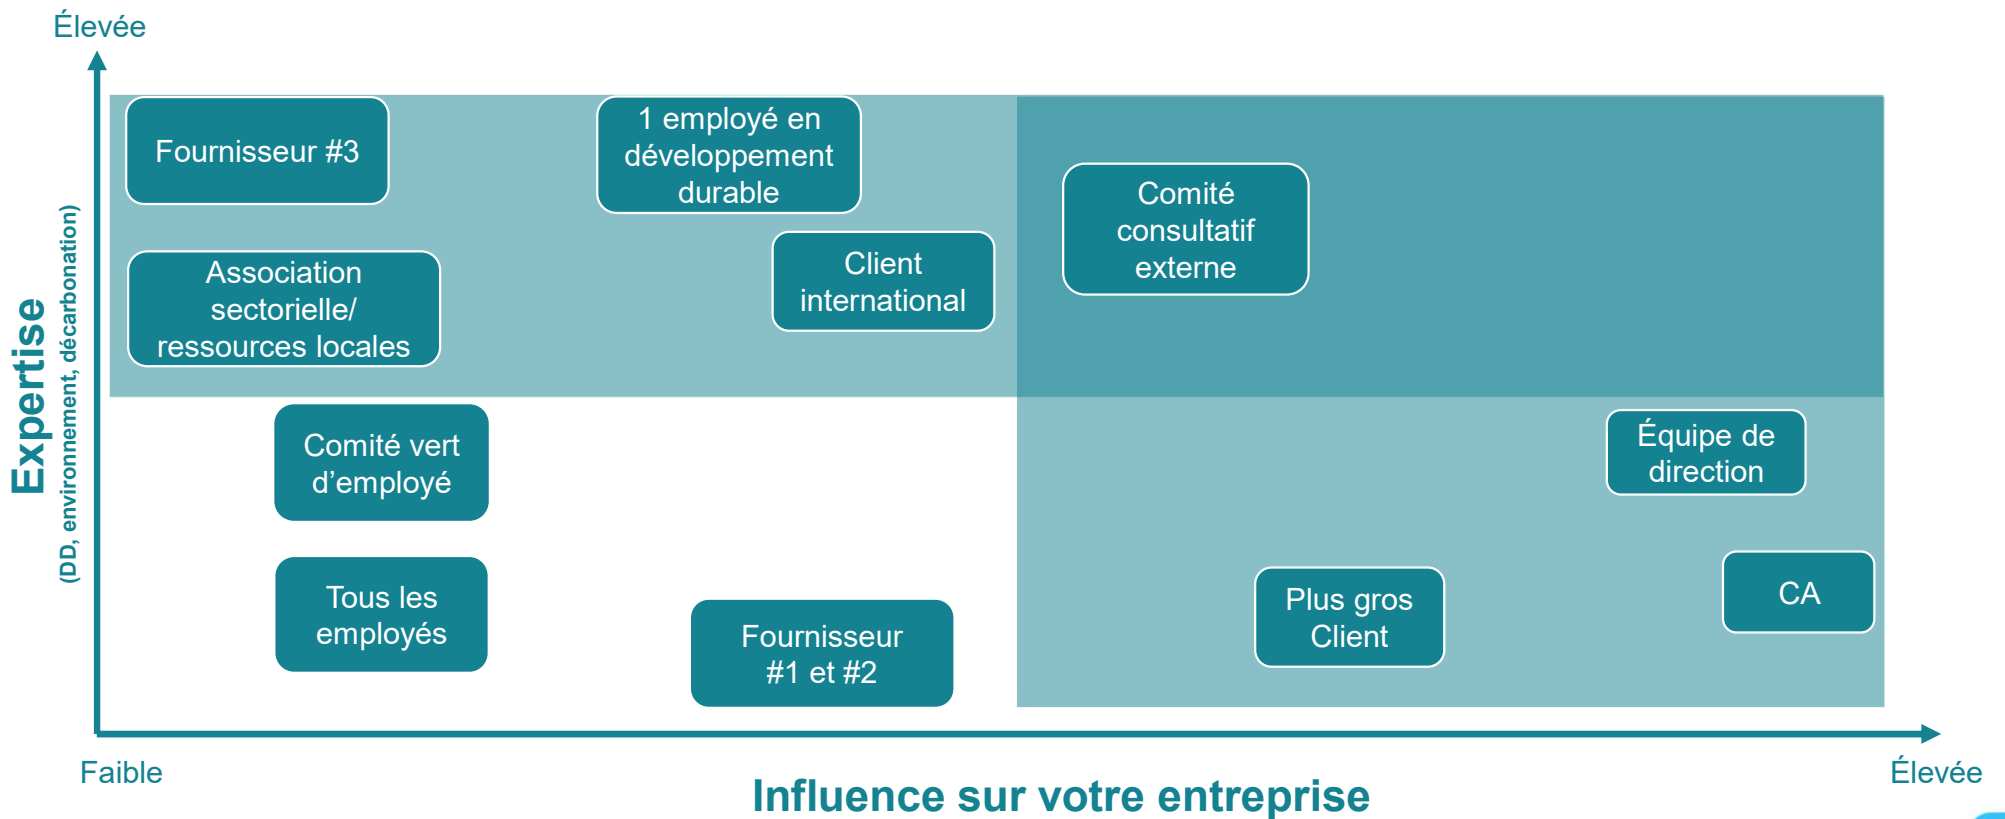 Élevée
Fournisseur #3
1 employé en
développement
durable
Comité
consultatif
externe
Client
international
Association
sectorielle/
ressources locales
Expertise
(DD, environnement, décarbonation)
Comité vert
d’employé
Équipe de
direction
Tous les
employés
Fournisseur
#1 et #2
Plus gros
Client
CA
Faible
Influence sur votre entreprise
Élevée